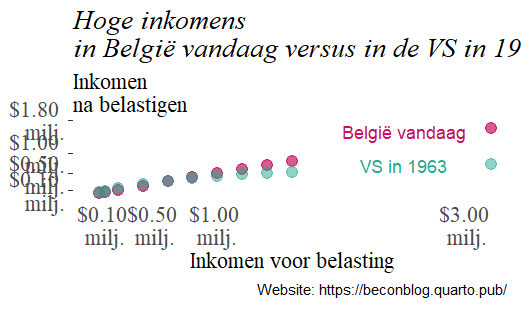 Hoge inkomens
in België vandaag versus in de VS in 19
Inkomen
na belastigen
$1.80
milj.
$1.00
milj.
$0.50
milj.
$0.10
milj.
België vandaag
VS in 1963
$0.10 $0.50 $1.00 $3.00
milj. milj. milj. milj.
Inkomen voor belasting
Website: https://beconblog.quarto.pub/